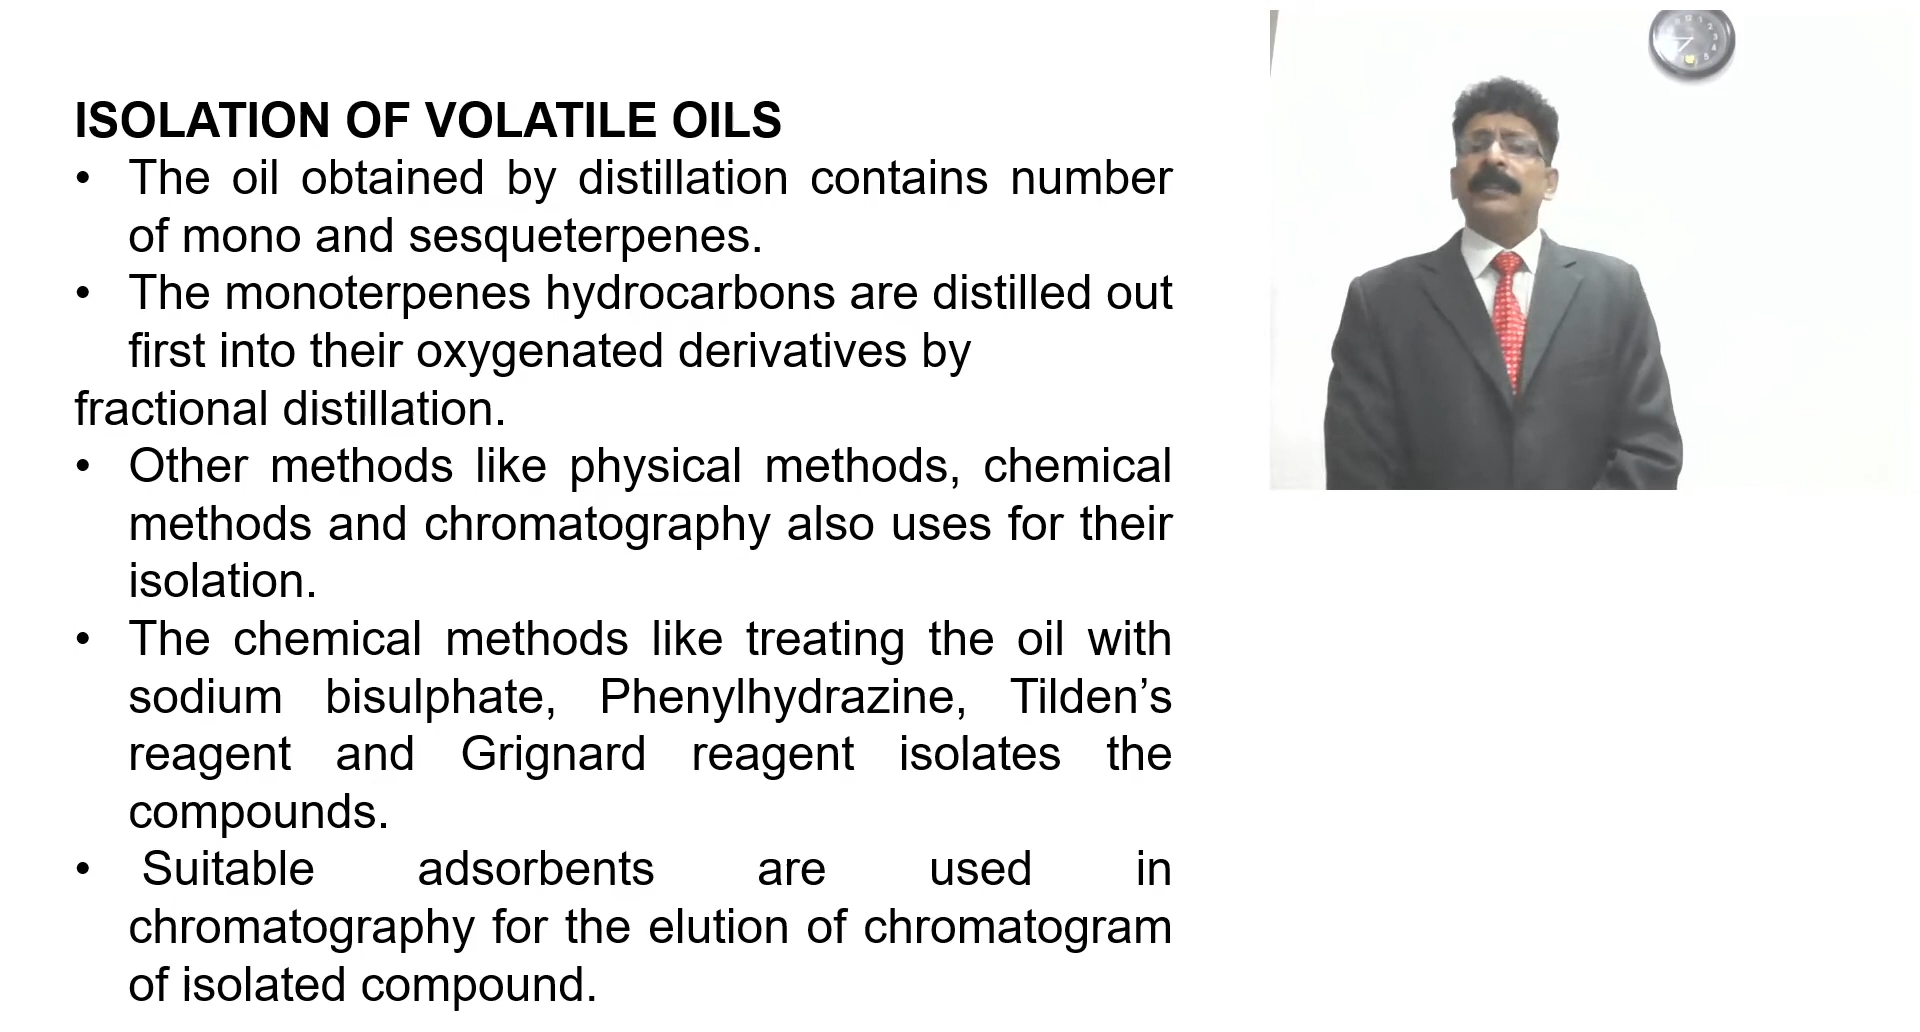 ISOLATION OF VOLATILE OILS
• The oil obtained by distillation contains number
of mono and sesqueterpenes.
• The monoterpenes hydrocarbons are distilled out
first into their oxygenated derivatives by
fractional distillation.
• Other methods like physical methods, chemical
methods and chromatography also uses for their
isolation.
• The chemical methods like treating the oil with
sodium bisulphate, Phenylhydrazine, Tilden’s
reagent and Grignard reagent isolates the
compounds.
• Suitable adsorbents are used in
chromatography for the elution of chromatogram
of isolated compound.